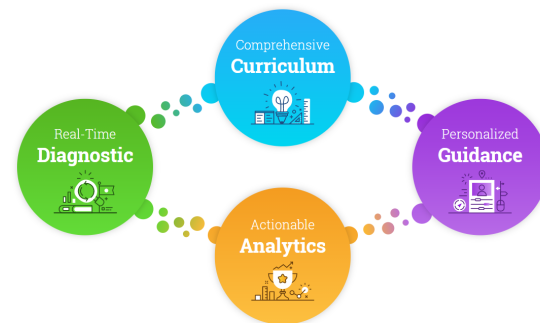 Comprehensive
Curriculum
Real-Time
Diagnostic
Personalized
Guidance
Actionable
Analytics